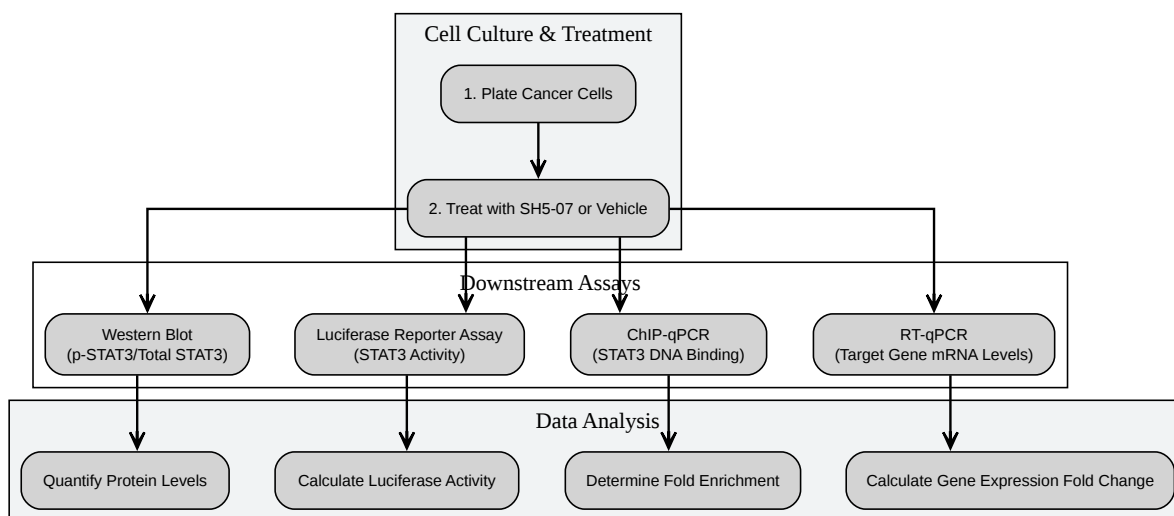 Cell Culture & Treatment
1. Plate Cancer Cells
2. Treat with SH5-07 or Vehicle
Downstream Assays
Western Blot
(p-STAT3/Total STAT3)
Luciferase Reporter Assay
(STAT3 Activity)
ChIP-qPCR
(STAT3 DNA Binding)
RT-qPCR
(Target Gene mRNA Levels)
Data Analysis
Quantify Protein Levels
Calculate Luciferase Activity
Determine Fold Enrichment
Calculate Gene Expression Fold Change